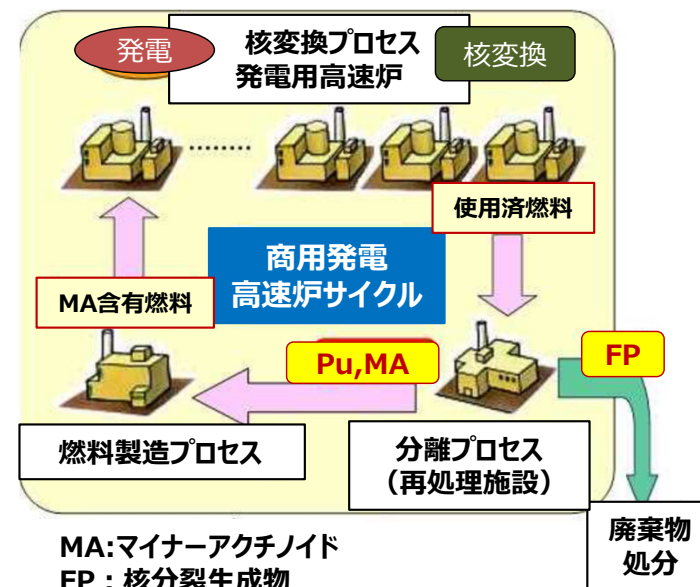 発電
核変換プロセス
発電用高速炉
核変換
使用済燃料
商用発電
高速炉サイクル
MA含有燃料
Pu,MA
FP
燃料製造プロセス
分離プロセス
（再処理施設）
廃棄物
処分
MA:マイナーアクチノイド
FP：核分裂生成物